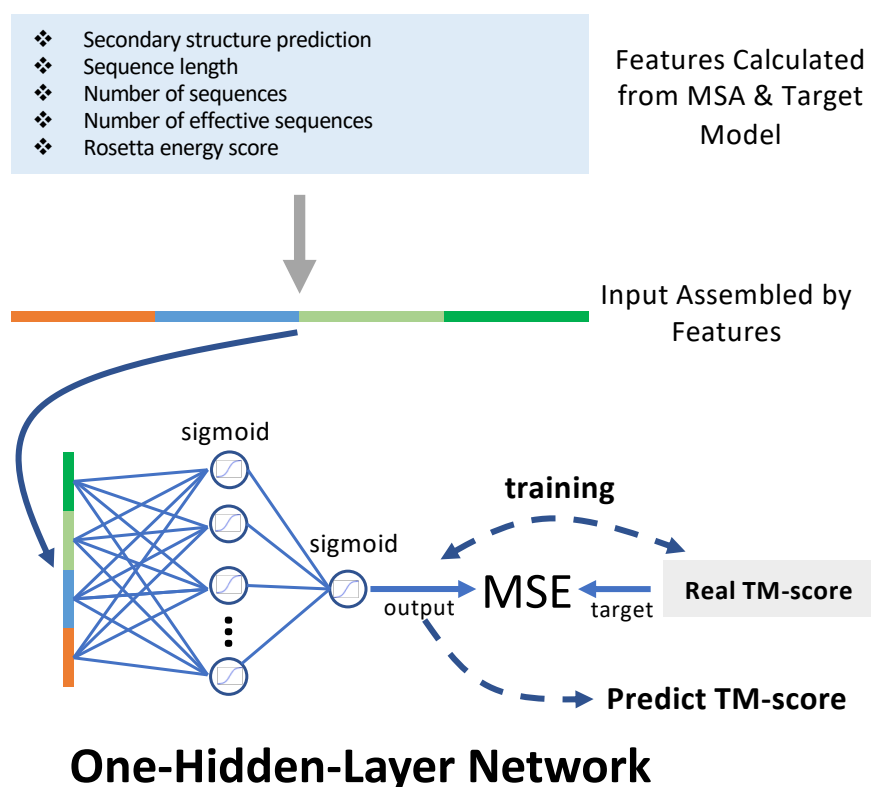 ❖ Secondary structure prediction
❖ Sequence length
❖ Number of sequences
❖ Number of effective sequences
❖ Rosetta energy score
Features Calculated
from MSA & Target
Model
Input Assembled by
Features
sigmoid
sigmoid
training
output
MSE
target
Real TM-score
Predict TM-score
One-Hidden-Layer Network